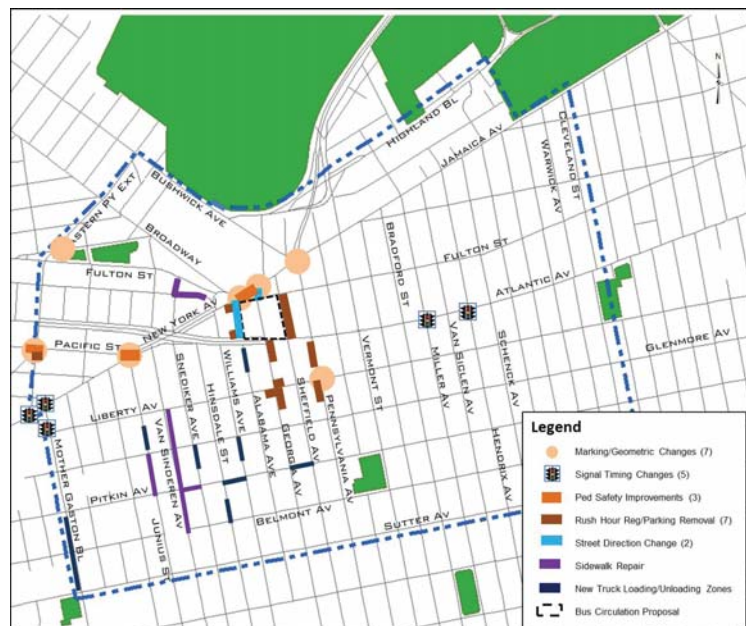 N
HIGHLAND BL
JAMAICA AV
CLEVELAND ST
WARWICK AV
BUSHWICK AVE
EASTERN PY EXT
BROADWAY
BRADFORD ST
FULTON ST
ATLANTIC AV
FULTON ST
NEW YORK AV
PACIFIC ST
GLENMORE AV
VERMONT ST
MILLER AV
VAN SICLEN AV
SCHENCK AV
SNEDIKER AV
HINSDALE ST
WILLIAMS AVE
ALABAMA AVE
GEORGIA AV
SHEFFIELD AV
PENNSYLVANIA AV
LIBERTY AV
VAN SINDEREN AV
HENDRIX AV
MOTHER GASTON BL
PITKIN AV
BELMONT AV
SUTTER AV
JUNIUS ST
Legend
Marking/Geometric Changes (7)
Signal Timing Changes (5)
Ped Safety Improvements (3)
Rush Hour Reg/Parking Removal (7)
Street Direction Change (2)
Sidewalk Repair
New Truck Loading/Unloading Zones
Bus Circulation Proposal